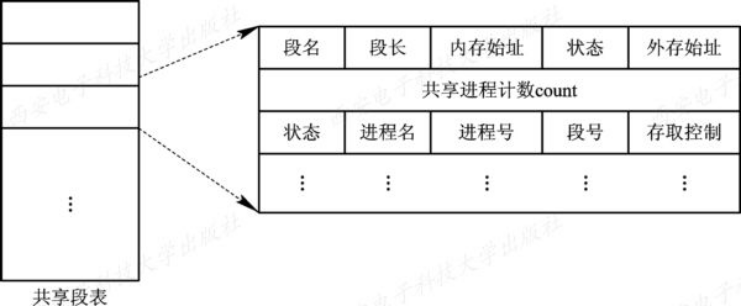 段名 段长 内存始址 状态 外存始址
共享进程计数count
状态 进程名 进程号 段号 存取控制
⋮ ⋮ ⋮ ⋮ ⋮
⋮
共享段表
西安电子科技大学出版社